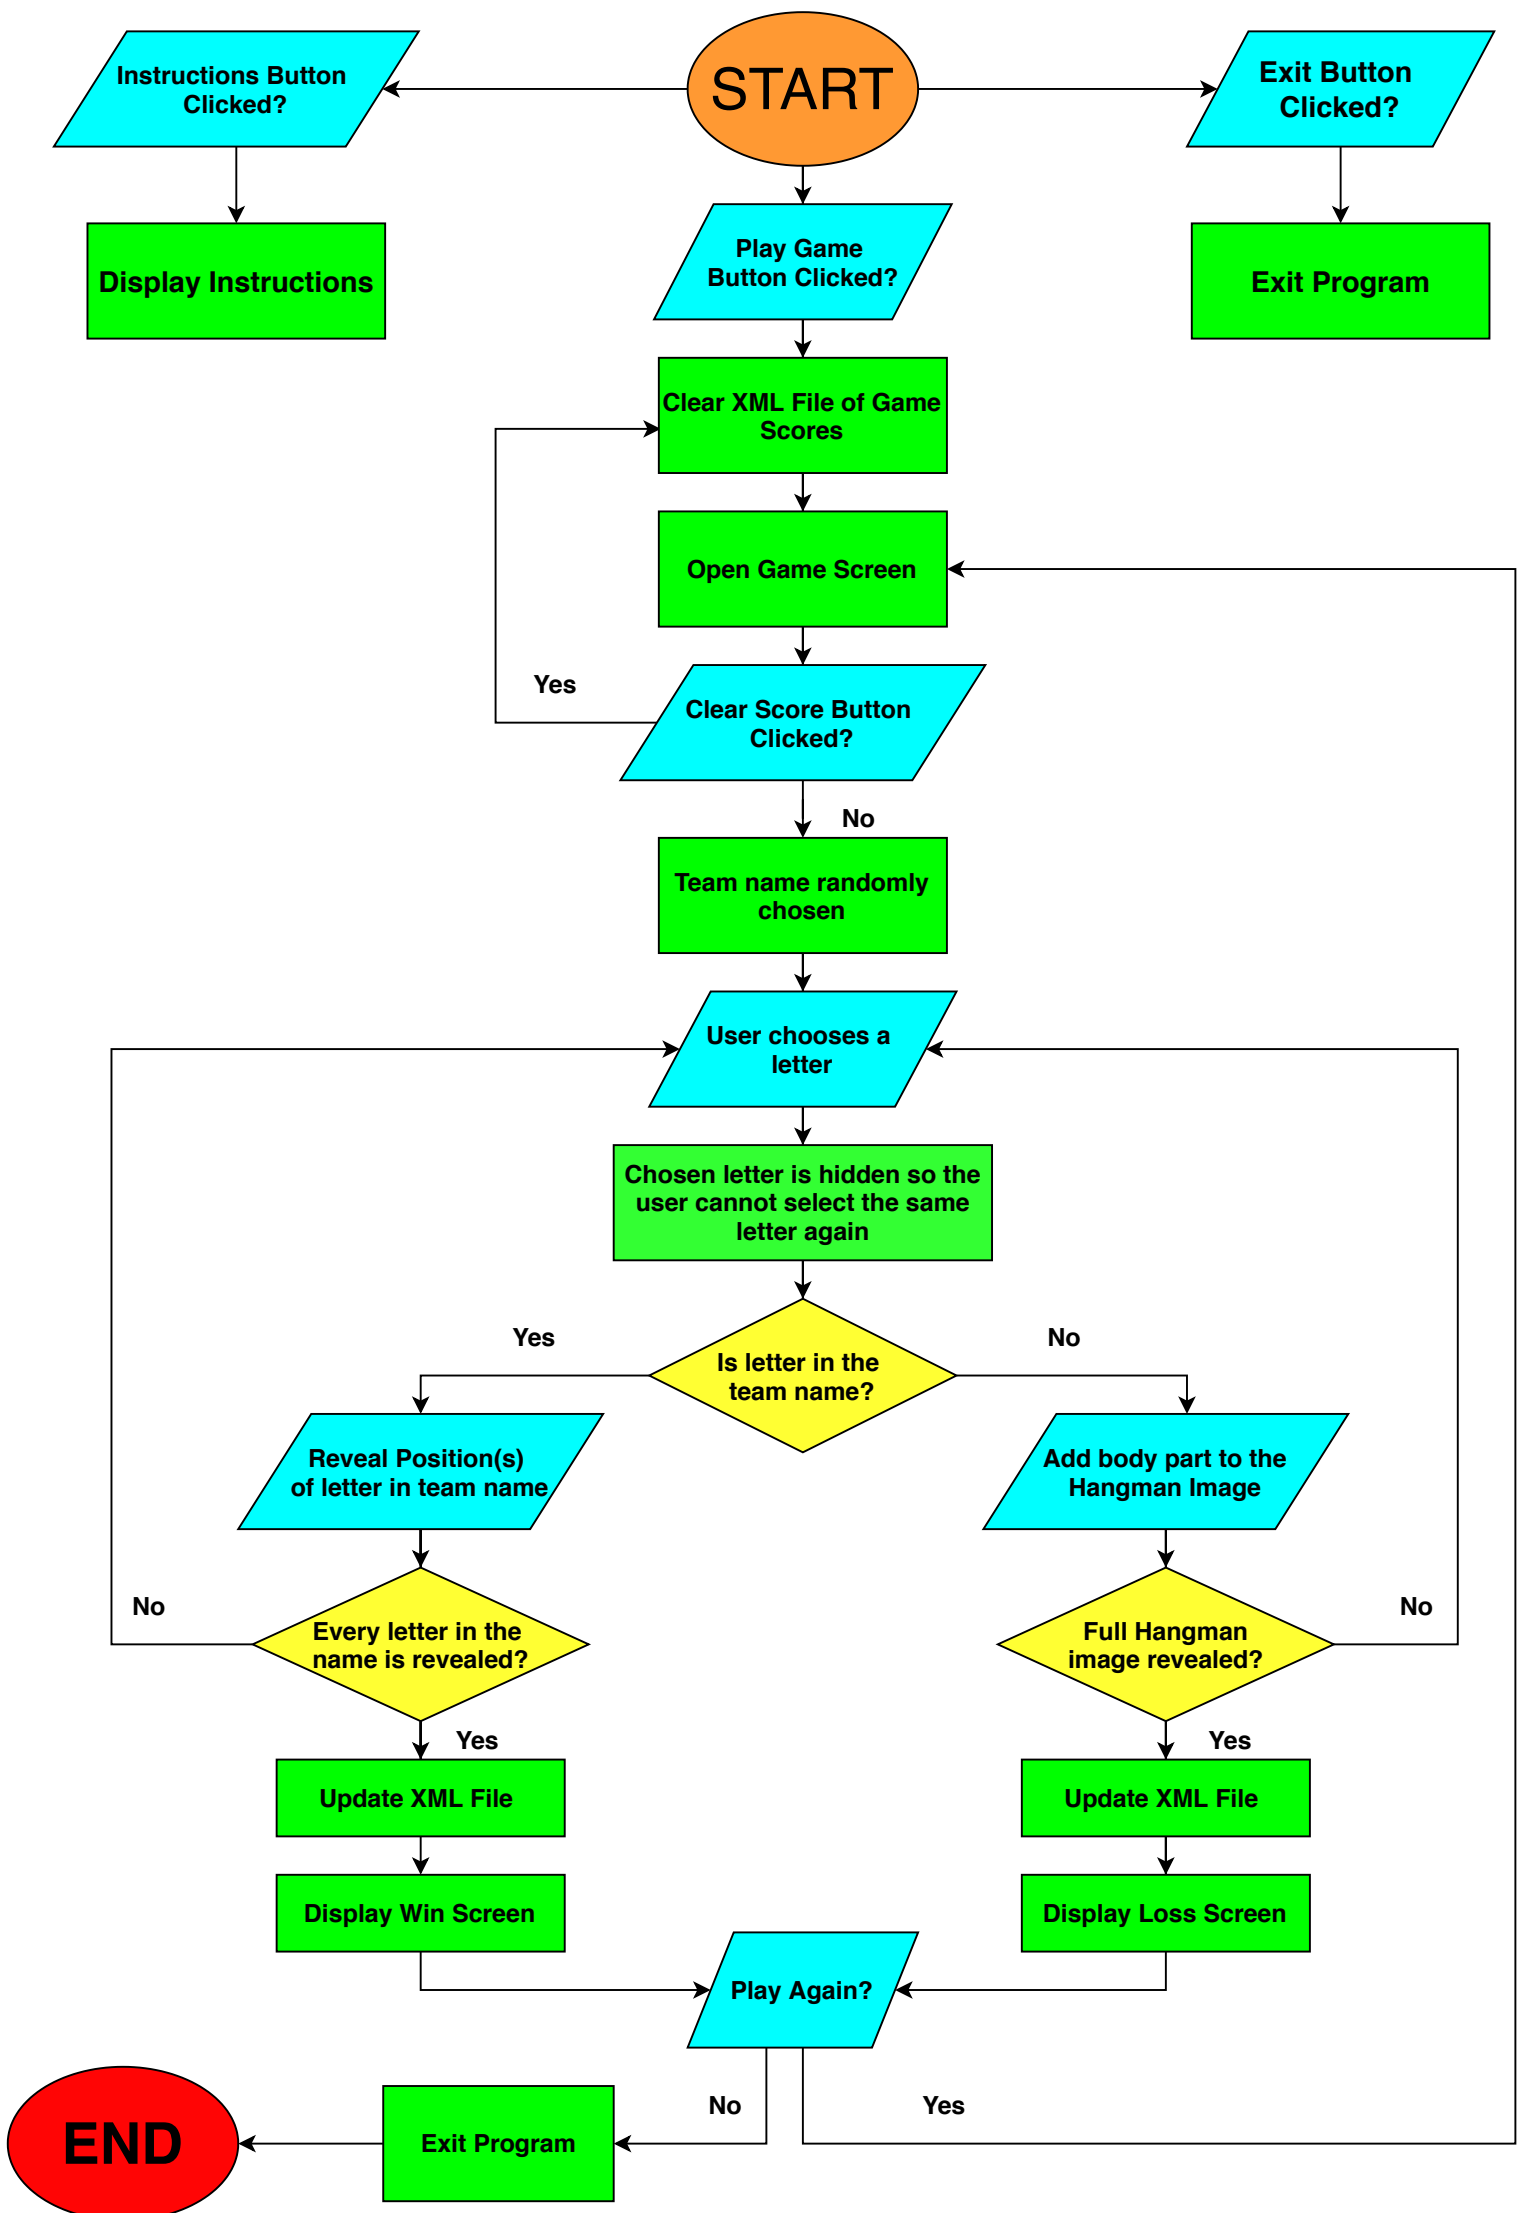 START
Instructions Button
Clicked?
Exit Button
Clicked?
Display Instructions
Play Game
Button Clicked?
Exit Program
Clear XML File of Game
Scores
Open Game Screen
Yes
Clear Score Button
Clicked?
No
Team name randomly
chosen
User chooses a
letter
Chosen letter is hidden so the
user cannot select the same
letter again
Yes
Is letter in the
team name?
No
Reveal Position(s)
of letter in team name
Add body part to the
Hangman Image
No
Every letter in the
name is revealed?
Full Hangman
image revealed?
No
Yes
Yes
Update XML File
Update XML File
Display Win Screen
Display Loss Screen
Play Again?
No
Yes
END
Exit Program